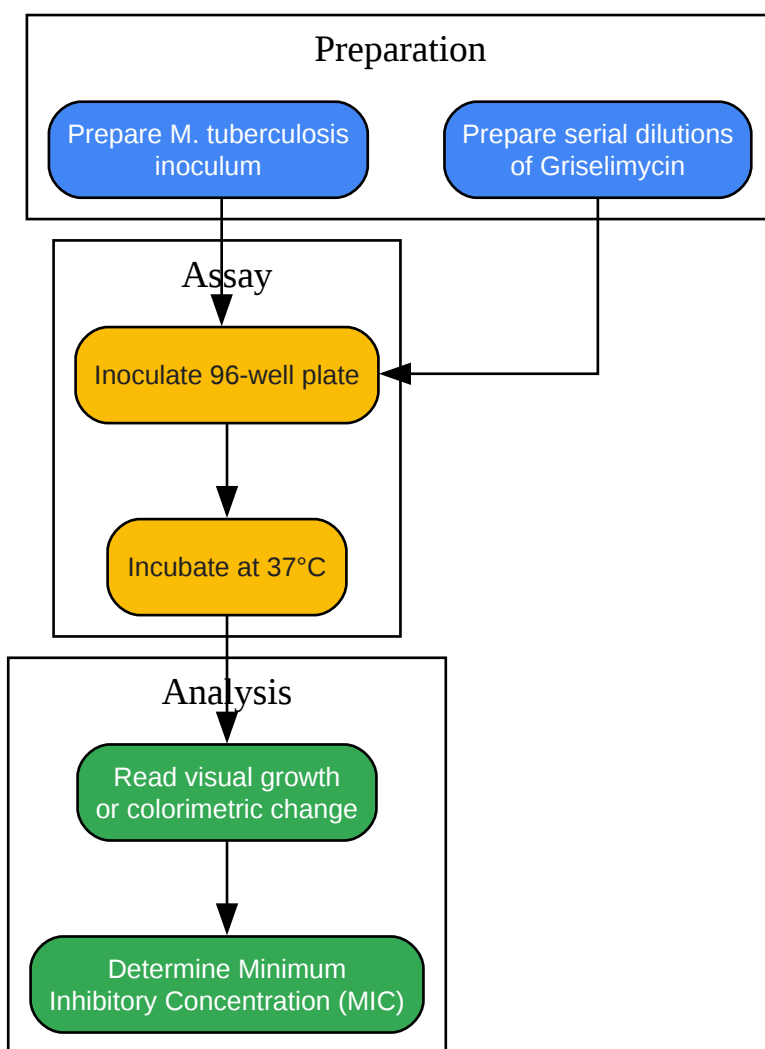 Preparation
Prepare M. tuberculosis
inoculum
Prepare serial dilutions
of Griselimycin
Assay
Inoculate 96-well plate
Incubate at 37°C
Analysis
Read visual growth
or colorimetric change
Determine Minimum
Inhibitory Concentration (MIC)